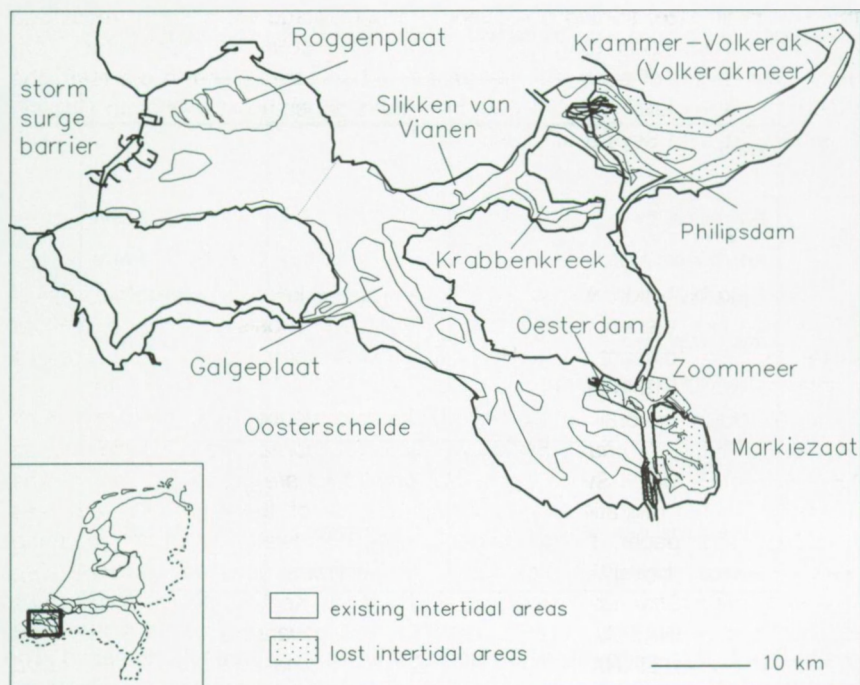 Roggenplaat
Krammer-Volkerak
(Volkerakmeer)
storm
surge
barrier
Slikken van
Vianen
Philipsdam
Krabbenkreek
Oesterdam
Galgeplaat
Zoommeer
Oosterschelde
Markiezaat
existing intertidal areas
lost intertidal areas
10 km